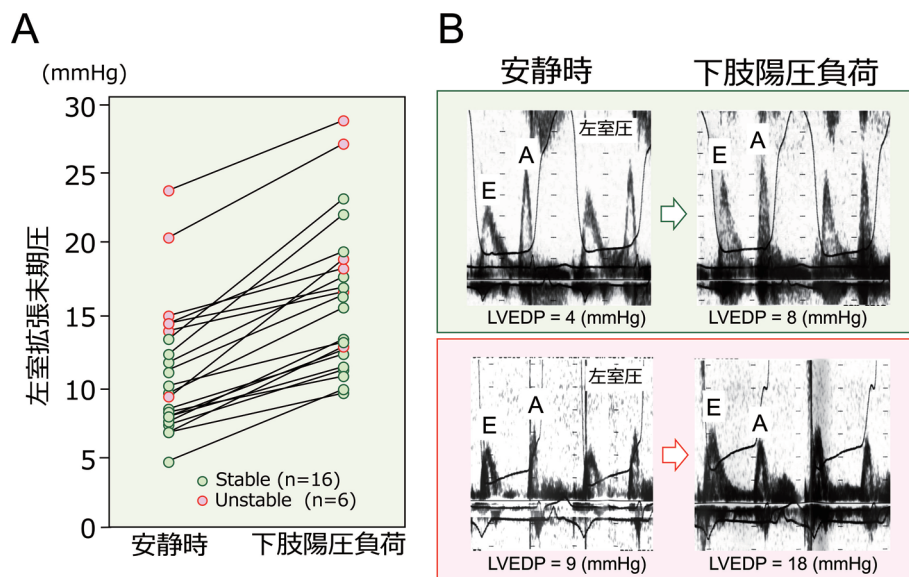 A
(mmHg)
左室拡張末期圧
30
25
20
15
10
5
0
Stable (n=16)
Unstable (n=6)
安静時
下肢陽圧負荷
B
安静時
下肢陽圧負荷
左室圧
E
A
E
A
LVEDP = 4 (mmHg)
LVEDP = 8 (mmHg)
左室圧
E
A
E
A
LVEDP = 9 (mmHg)
LVEDP = 18 (mmHg)